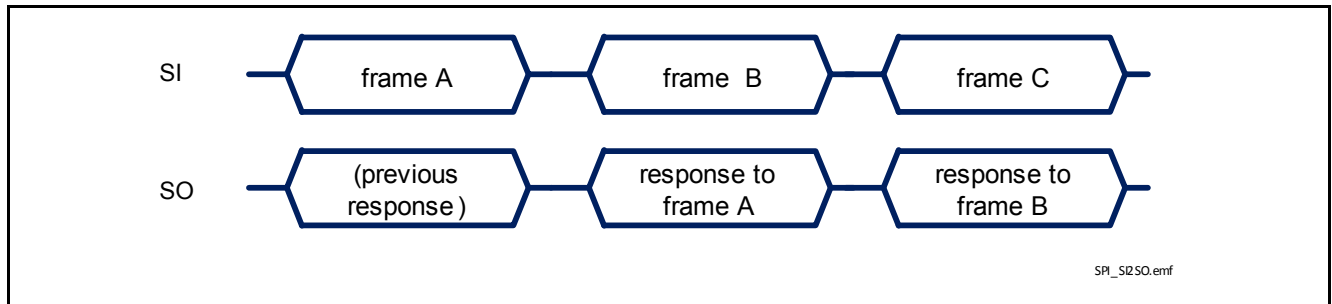 SI
frame A
frame B
frame C
SO
(previous
response)
response to
frame A
response to
frame B
SPI_SI2SO.emf